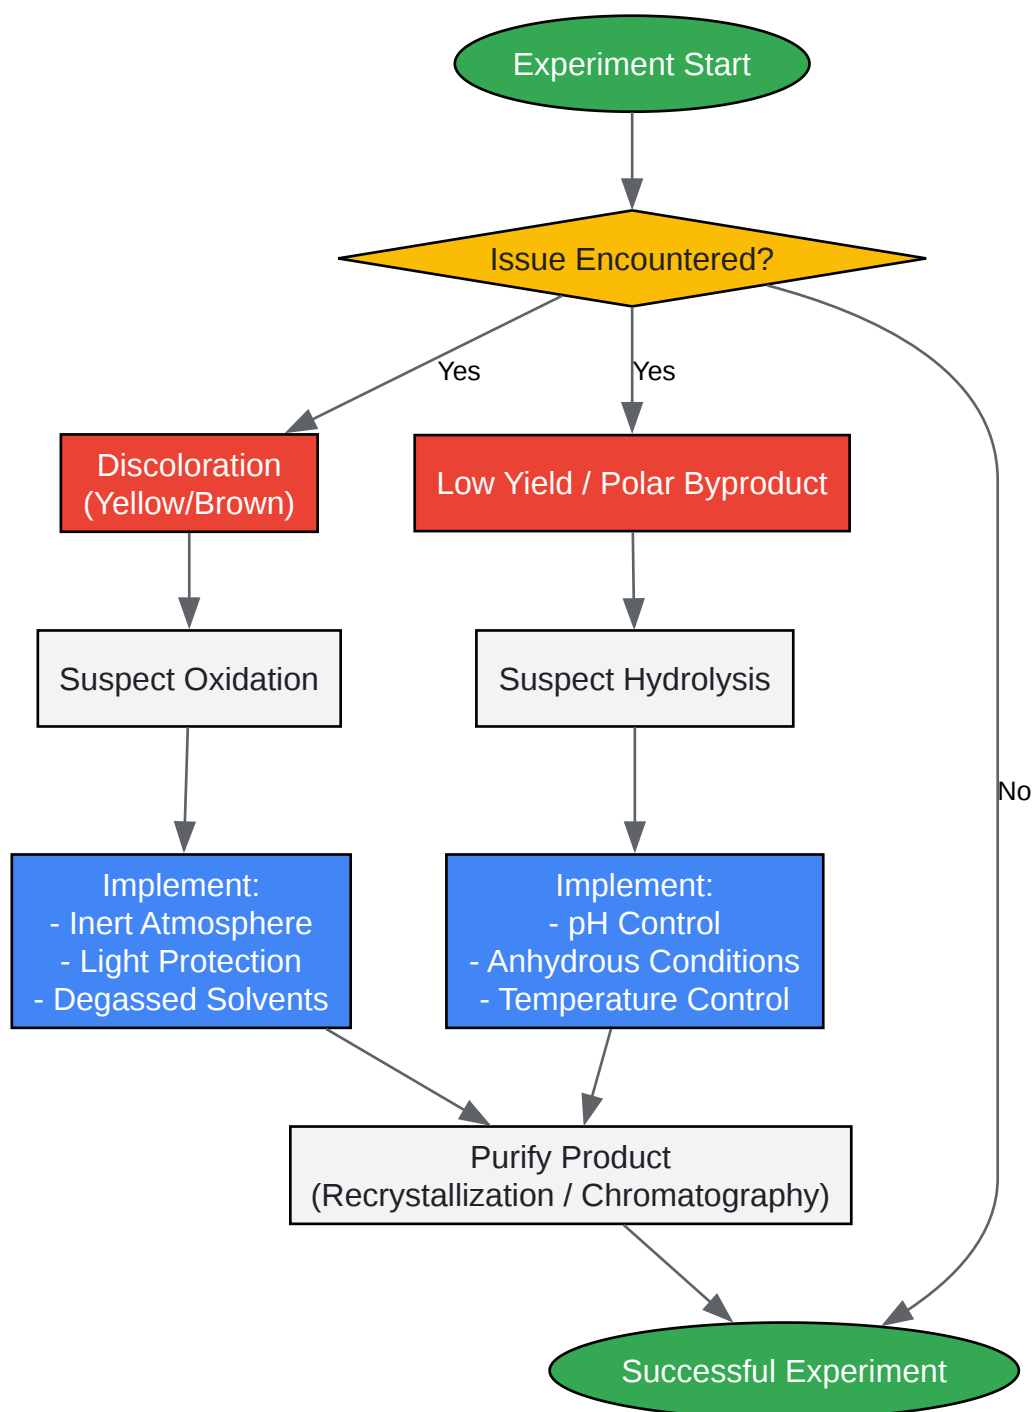 Experiment Start
Issue Encountered?
Yes
Yes
Discoloration
(Yellow/Brown)
Low Yield / Polar Byproduct
Suspect Oxidation
Suspect Hydrolysis
No
Implement:
- Inert Atmosphere
- Light Protection
- Degassed Solvents
Implement:
- pH Control
- Anhydrous Conditions
- Temperature Control
Purify Product
(Recrystallization / Chromatography)
Successful Experiment